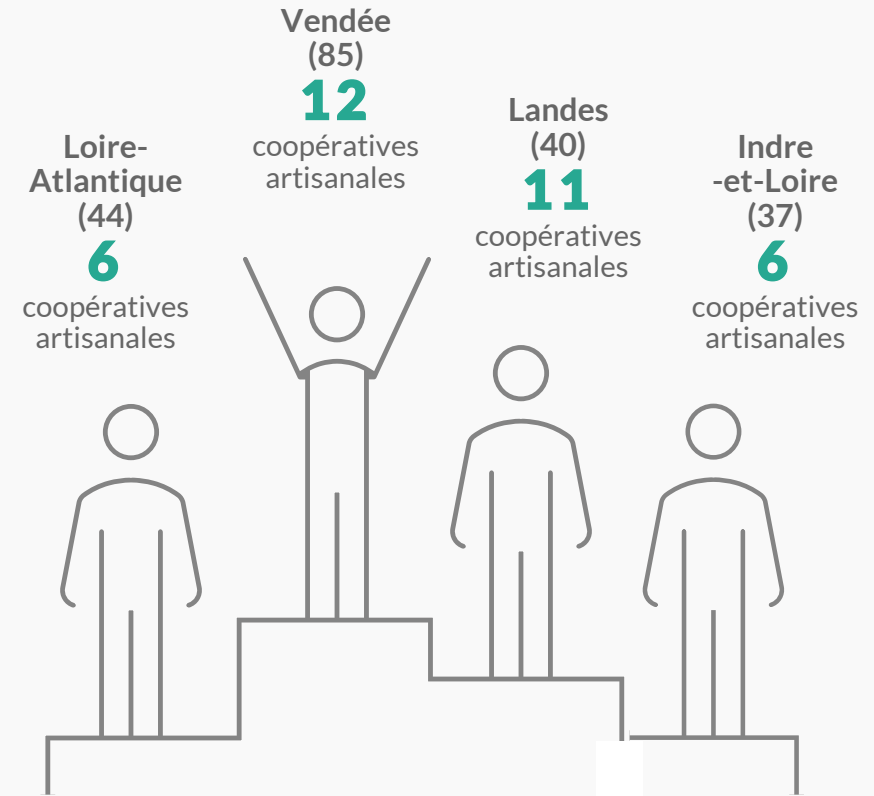 Loire-
Atlantique
(44)
6
coopératives
artisanales
Vendée
(85)
12
coopératives
artisanales
Landes
(40)
11
coopératives
artisanales
Indre
-et-Loire
(37)
6
coopératives
artisanales